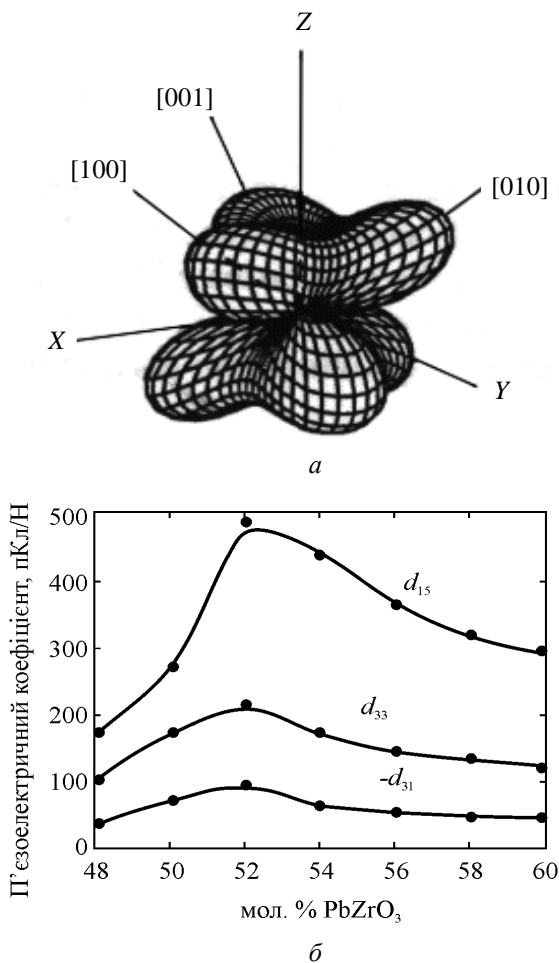 Z
[001]
[100]
[010]
X
Y
а
П'єзоелектричний коефіцієнт, пКл/Н
500
400
300
200
100
0
d15
d33
-d31
48 50 52 54 56 58 60
мол. % PbZrO3
б